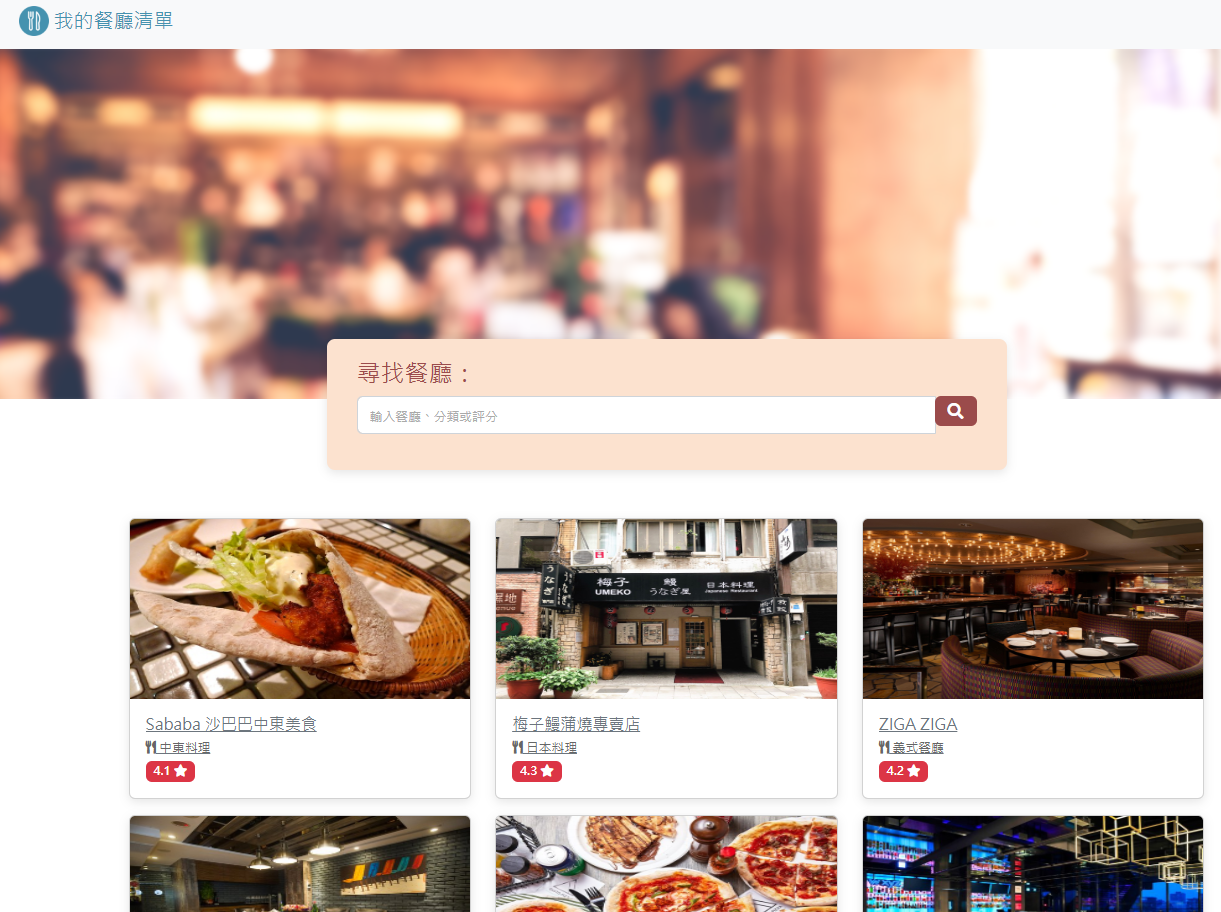 我的餐廳清單
尋找餐廳：
輸入餐廳、分類或評分
梅子
UMEKO
鰻
うなぎ屋
日本料理
Japanese Restaurant
うなぎ
Sababa 沙巴巴中東美食
中東料理
4.1
梅子鰻蒲燒專賣店
日本料理
4.3
ZIGA ZIGA
義式餐廳
4.2